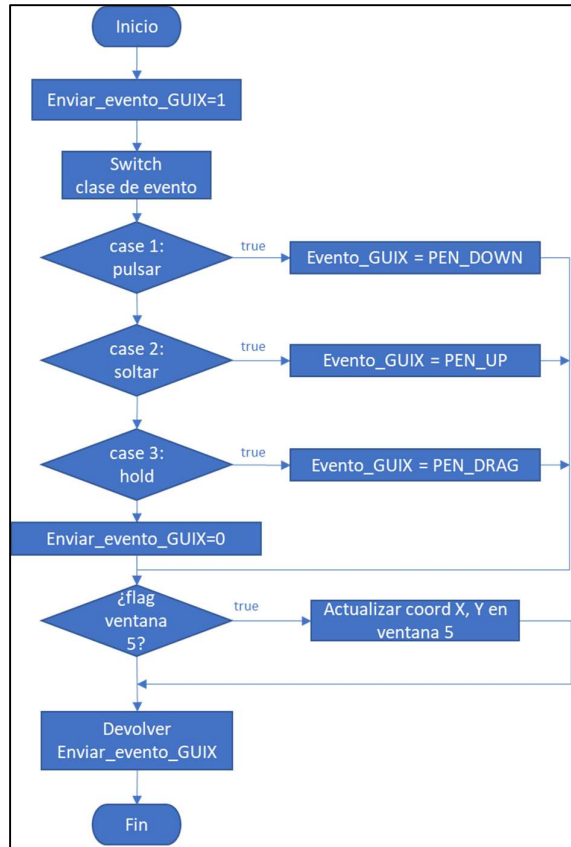 Inicio
Enviar_evento_GUIX=1
Switch
clase de evento
case 1:
pulsar
true
Evento_GUIX = PEN_DOWN
case 2:
soltar
true
Evento_GUIX = PEN_UP
case 3:
hold
true
Evento_GUIX = PEN_DRAG
Enviar_evento_GUIX=0
¿flag
ventana
5?
true
Actualizar coord X, Y en
ventana 5
Devolver
Enviar_evento_GUIX
Fin